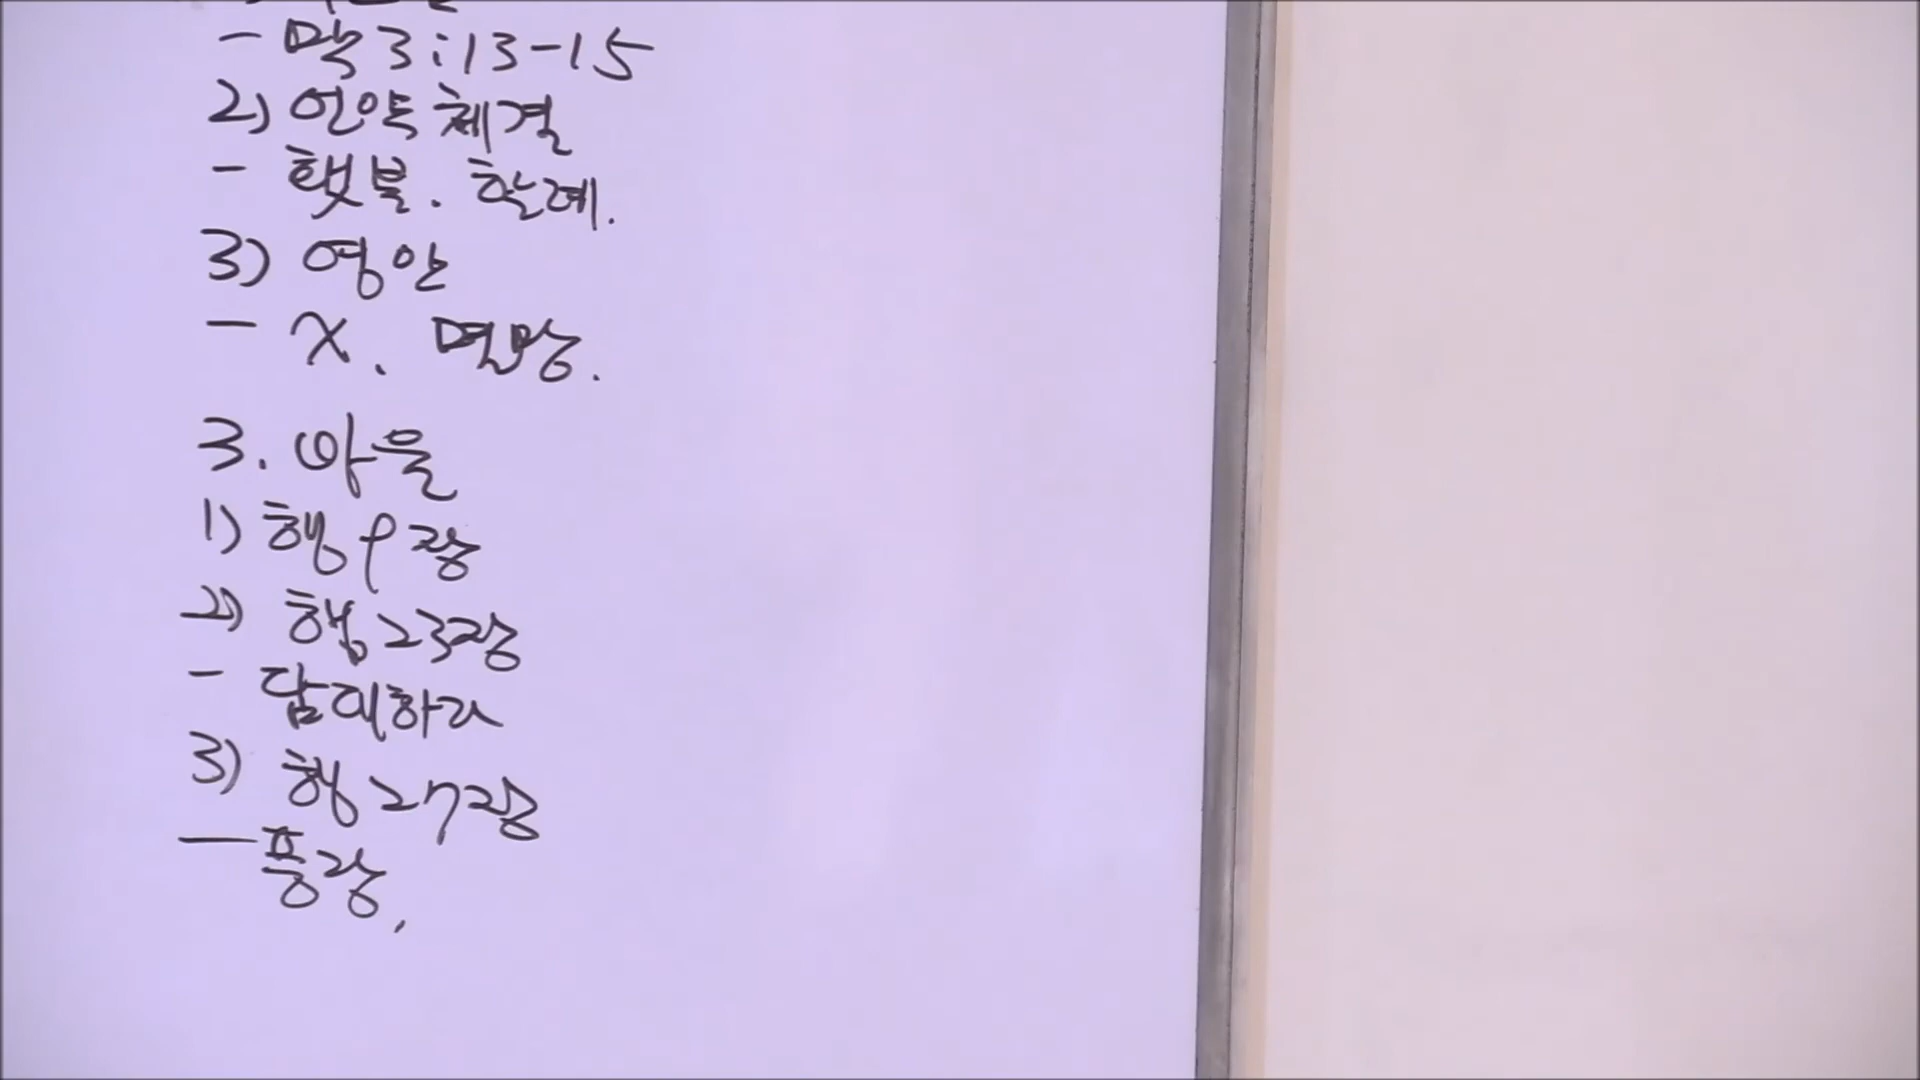 - 막 3:13-15
2) 언약체결
- 횃불. 할례.
3) 영안
- X. 멸망.
3. 바울
1) 행 9장
2) 행 23장
- 담대하라
3) 행 27장
- 풍랑.